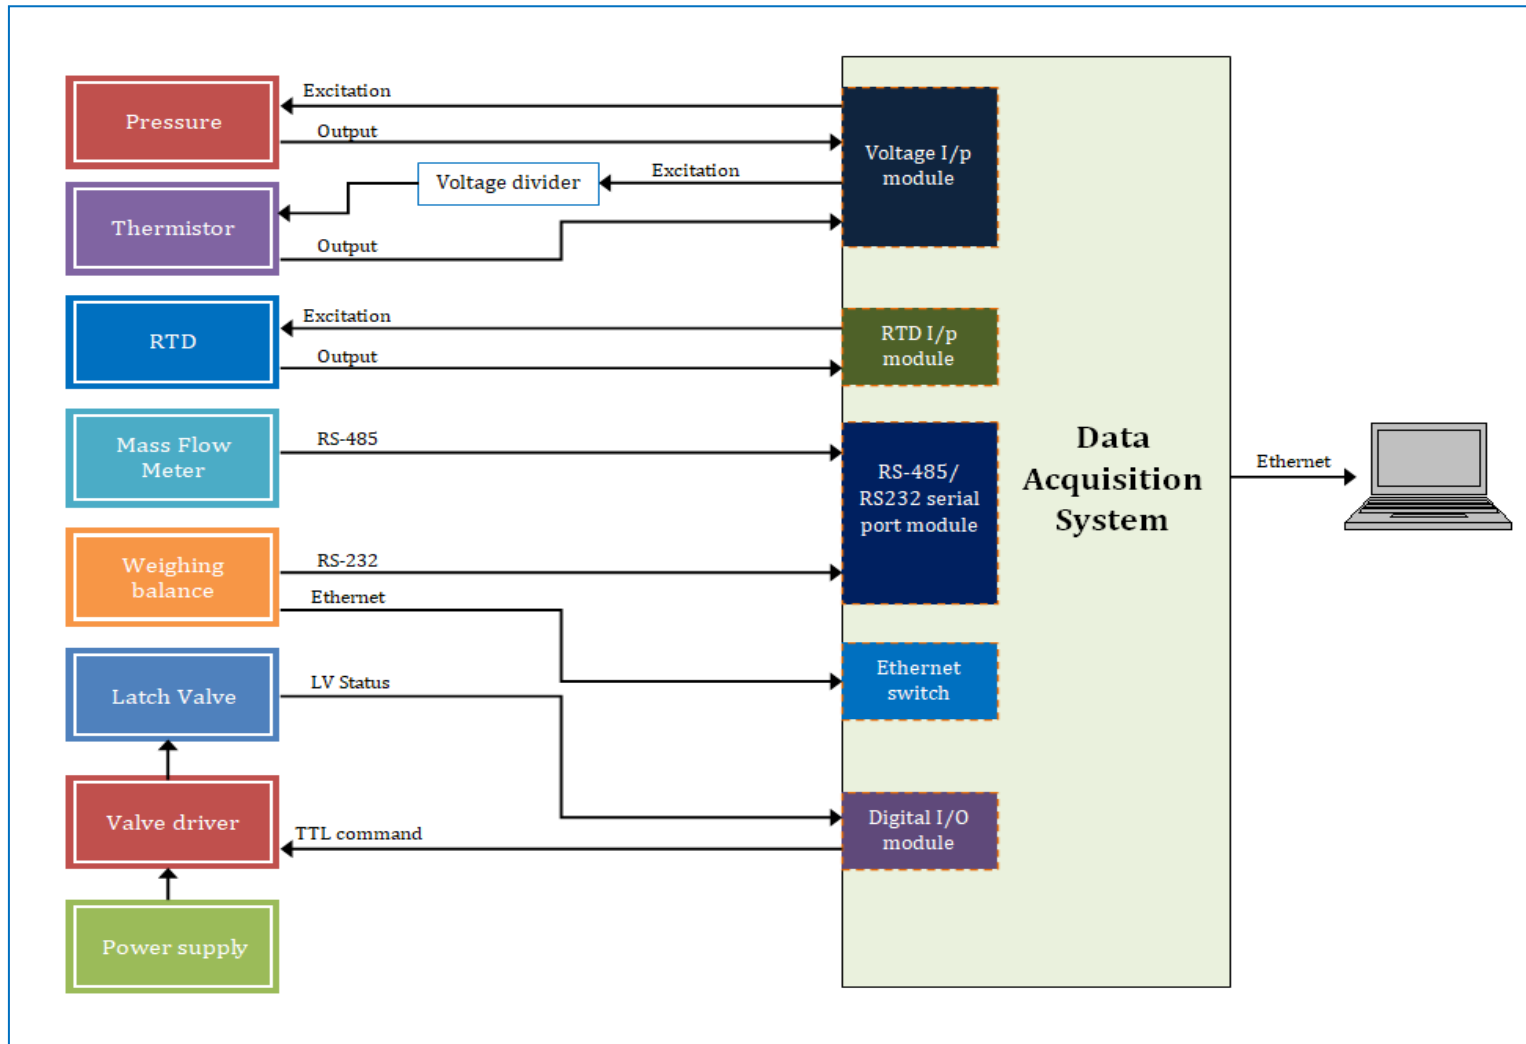 Pressure
Excitation
Output
Voltage divider
Excitation
Thermistor
Output
Voltage I/p
module
RTD
Excitation
Output
RTD I/p
module
Mass Flow
Meter
RS-485
RS-485/
RS232 serial
port module
Weighing
balance
RS-232
Ethernet
Ethernet
switch
Latch Valve
LV Status
Valve driver
TTL command
Digital I/O
module
Power supply
Data
Acquisition
System
Ethernet